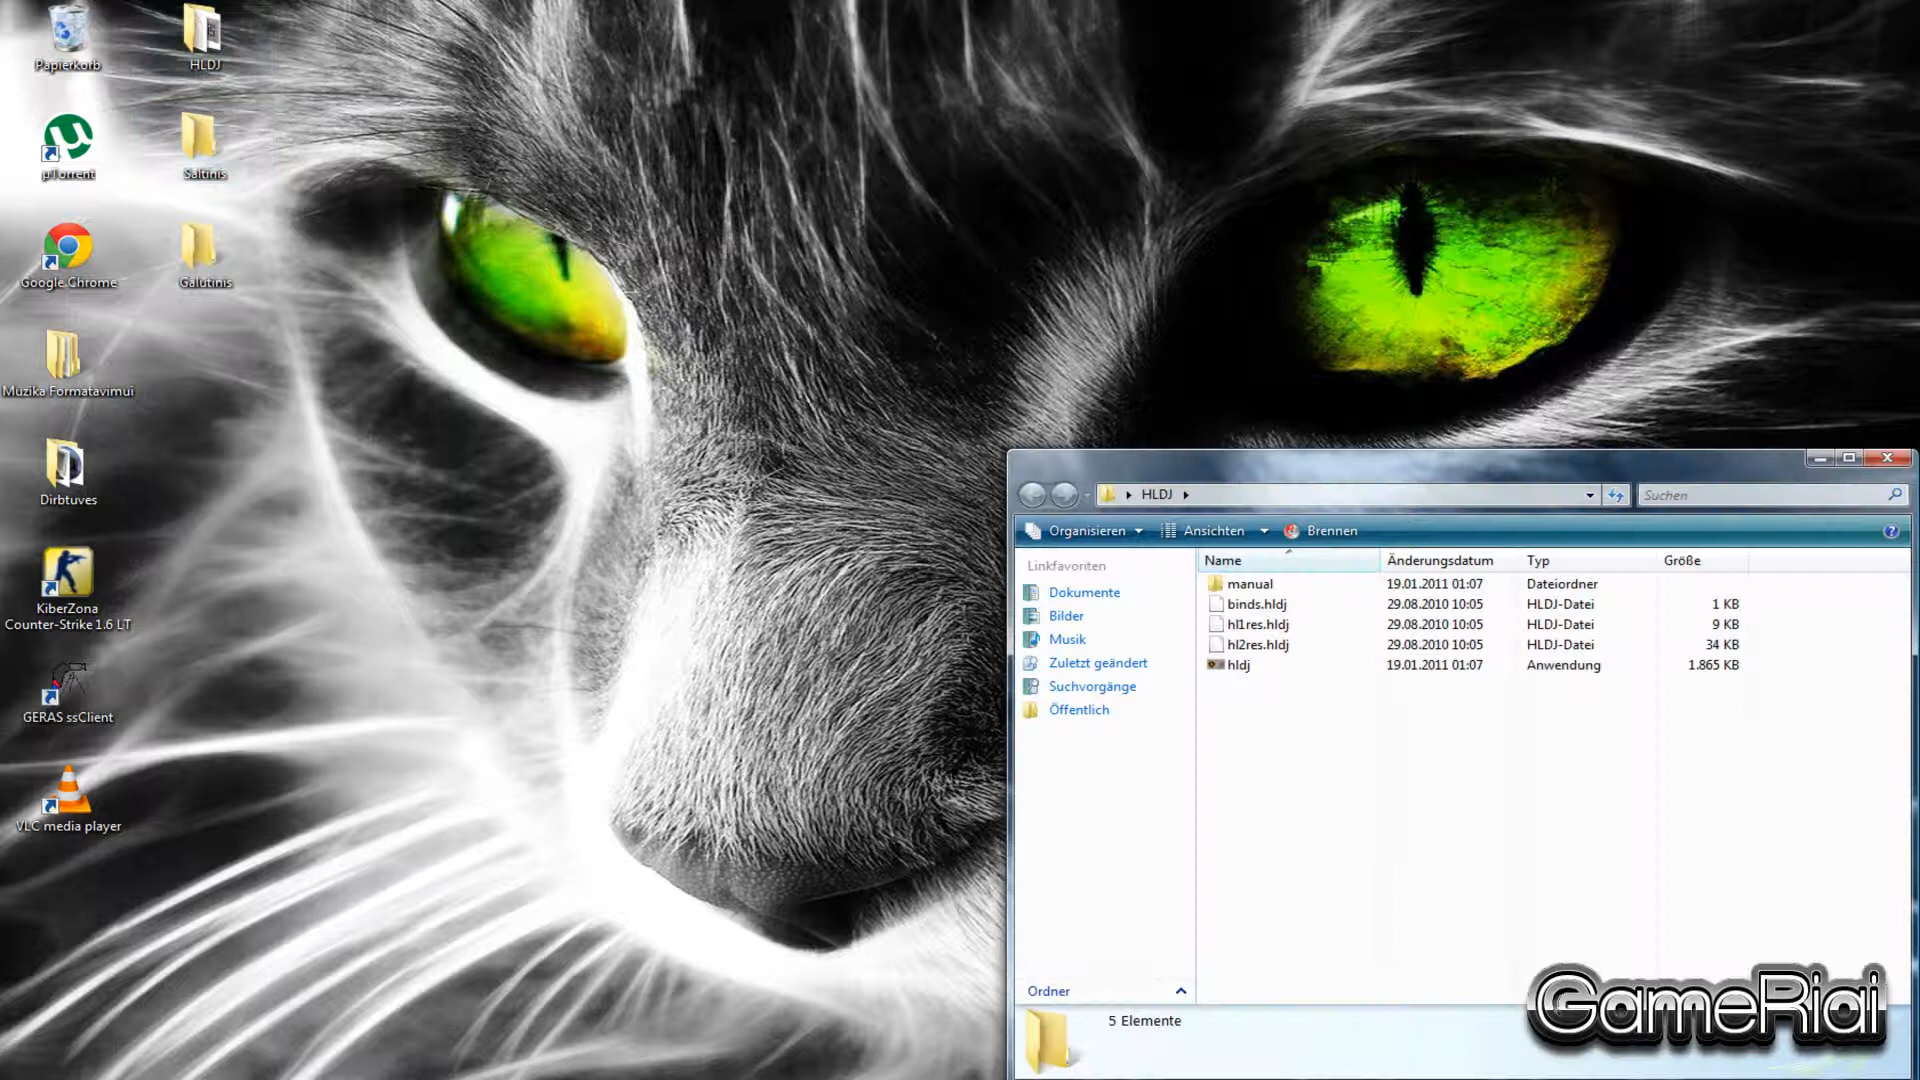 Papierkorb
HLDJ
µTorrent
Saltinis
Google Chrome
Galutinis
Muzika Formatavimui
Dirbtuves
KiberZona
Counter-Strike 1.6 LT
GERAS ssClient
VLC media player
HLDJ
Suchen
Organisieren
Ansichten
Brennen
Linkfavoriten
Dokumente
Bilder
Musik
Zuletzt geändert
Suchvorgänge
Öffentlich
Ordner
Name Änderungsdatum Typ Größe
manual 19.01.2011 01:07 Dateiordner
binds.hldj 29.08.2010 10:05 HLDJ-Datei 1 KB
hl1res.hldj 29.08.2010 10:05 HLDJ-Datei 9 KB
hl2res.hldj 29.08.2010 10:05 HLDJ-Datei 34 KB
hldj 19.01.2011 01:07 Anwendung 1.865 KB
5 Elemente
GameRiai